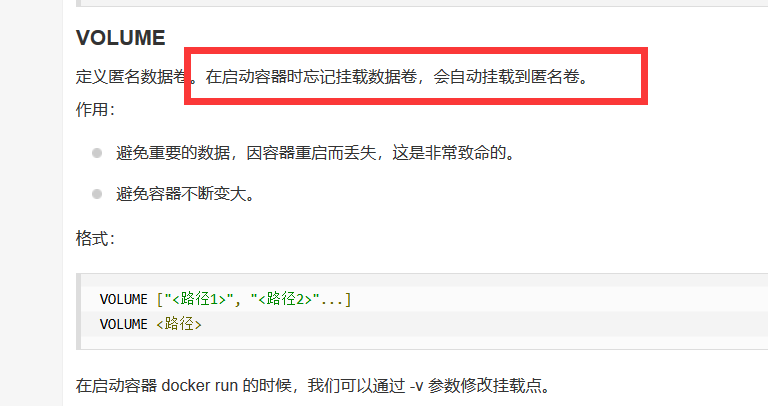 VOLUME
定义匿名数据卷。在启动容器时忘记挂载数据卷，会自动挂载到匿名卷。
作用：
避免重要的数据，因容器重启而丢失，这是非常致命的。
避免容器不断变大。
格式：
VOLUME ["<路径1>", "<路径2>"...]
VOLUME <路径>
在启动容器 docker run 的时候，我们可以通过 -v 参数修改挂载点。